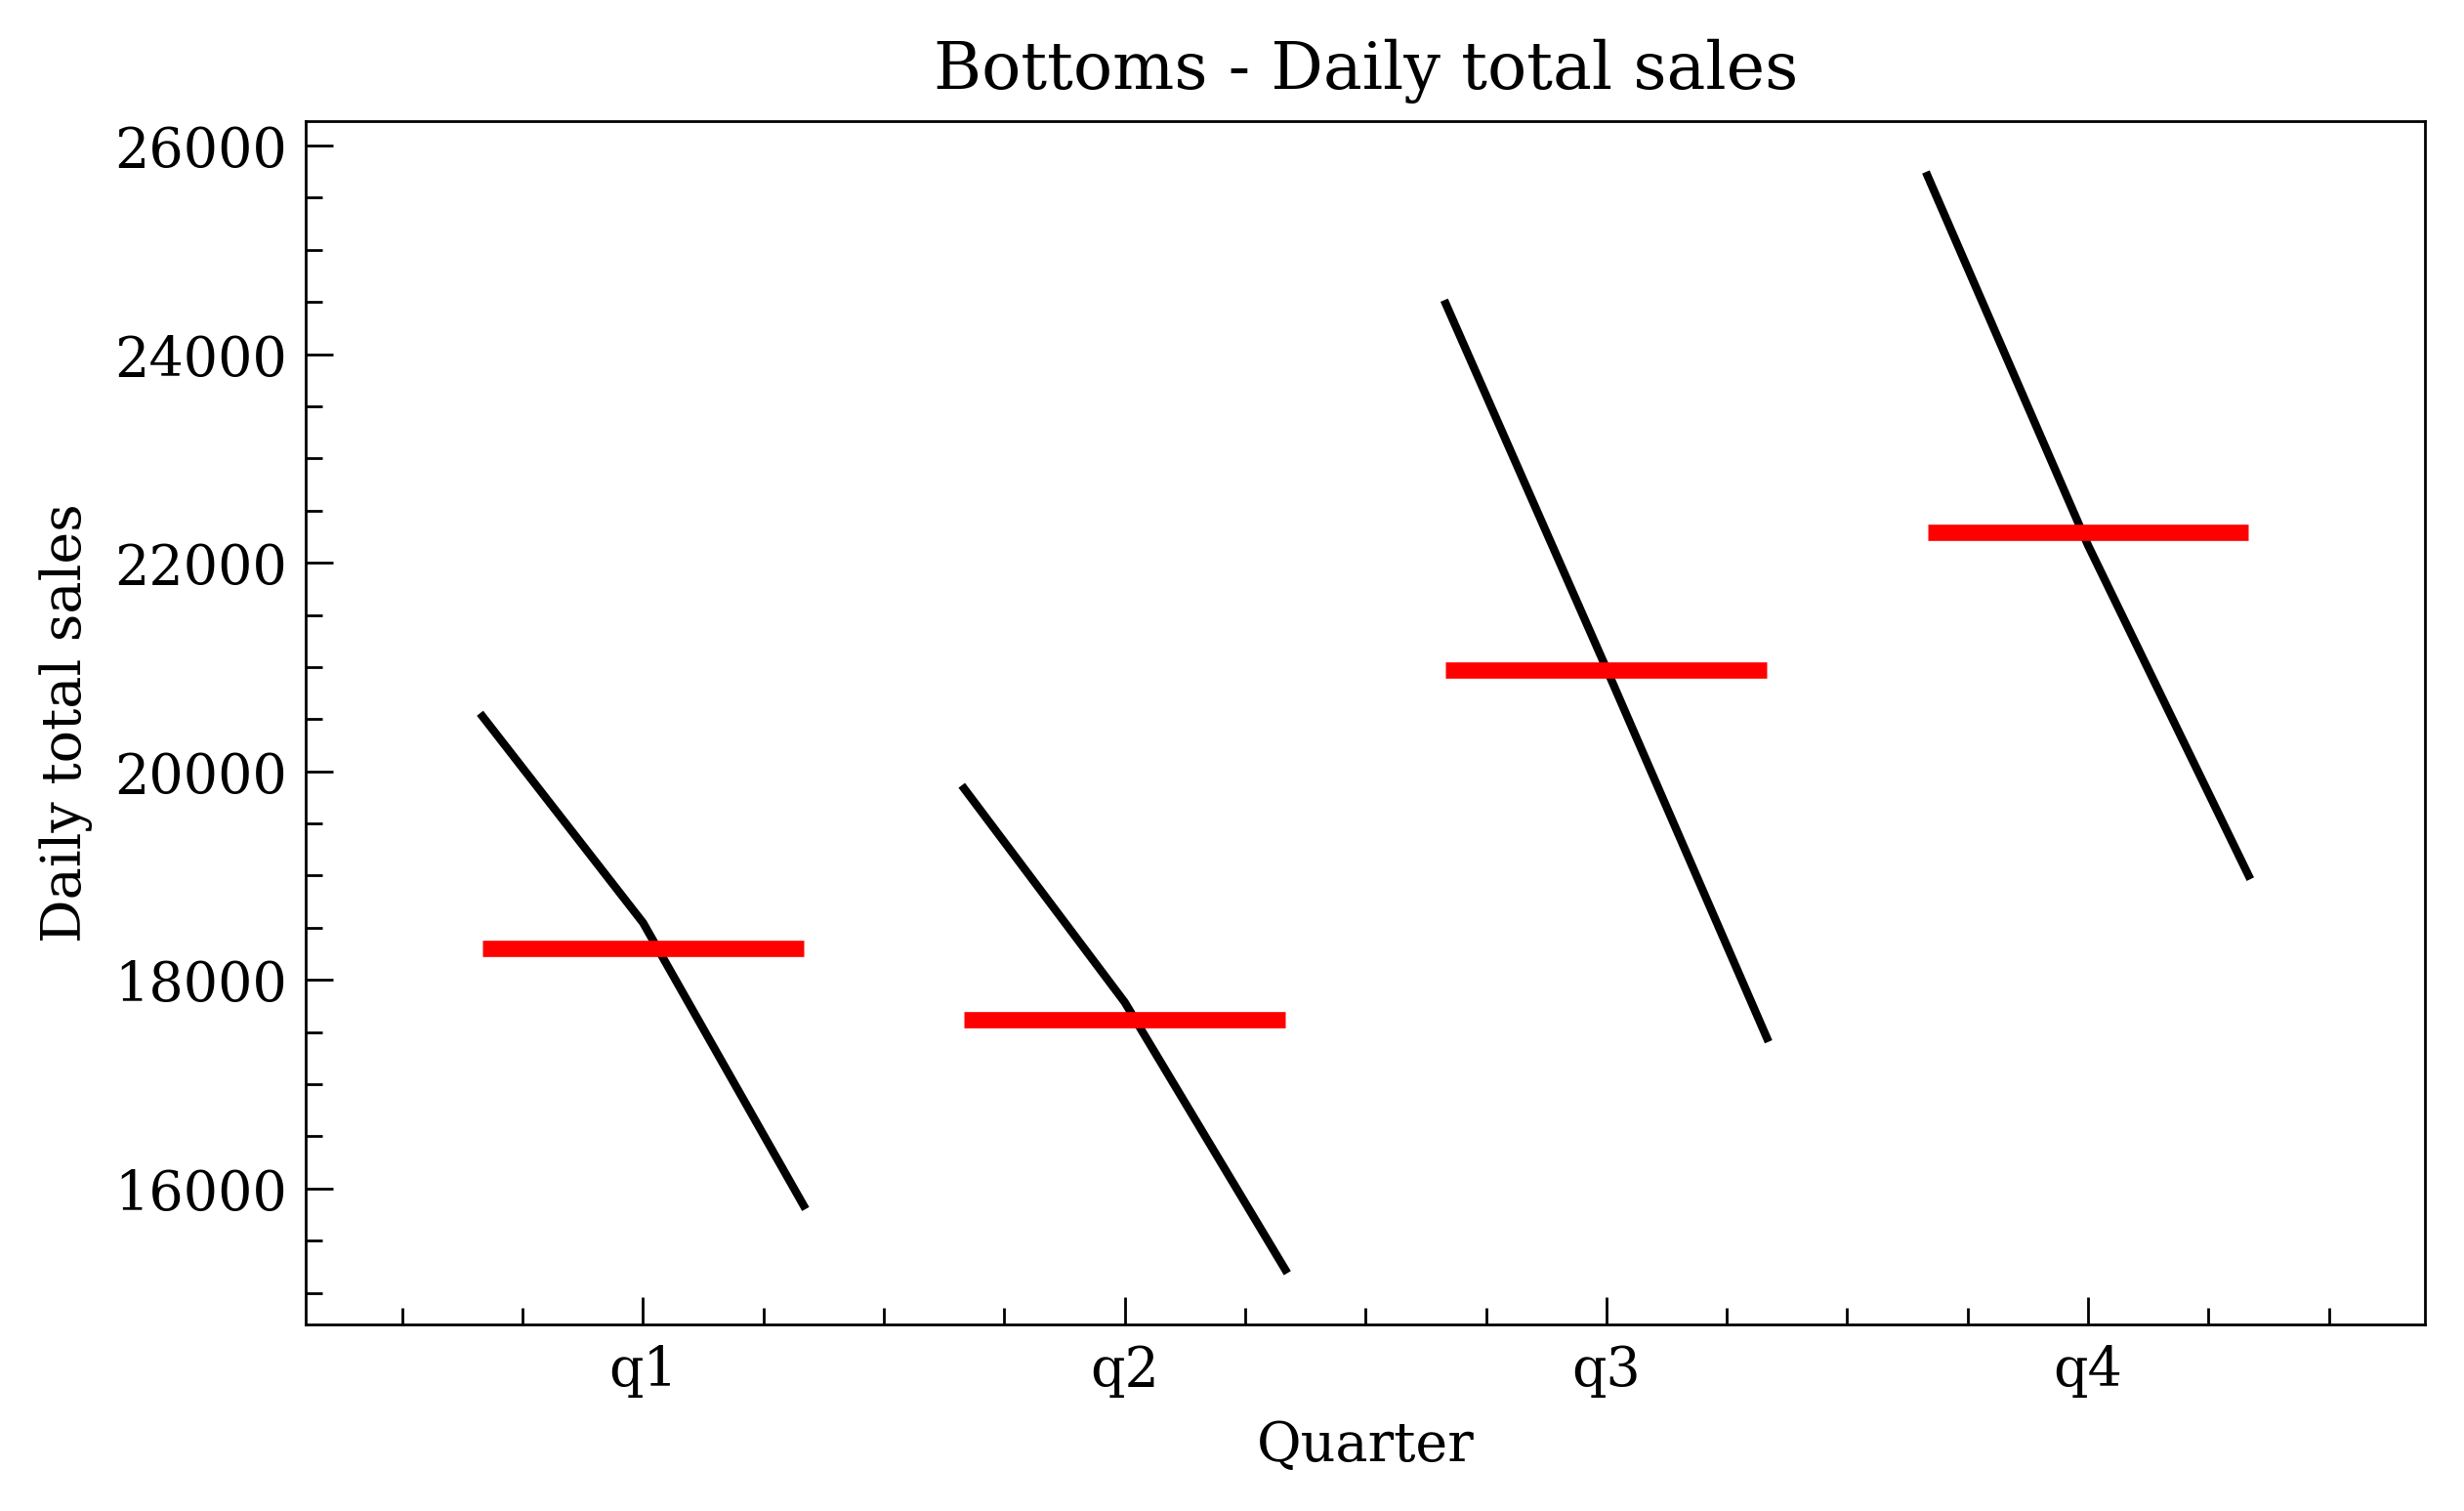 Bottoms - Daily total sales
Daily total sales
26000
24000
22000
20000
18000
16000
q1 q2 q3 q4
Quarter